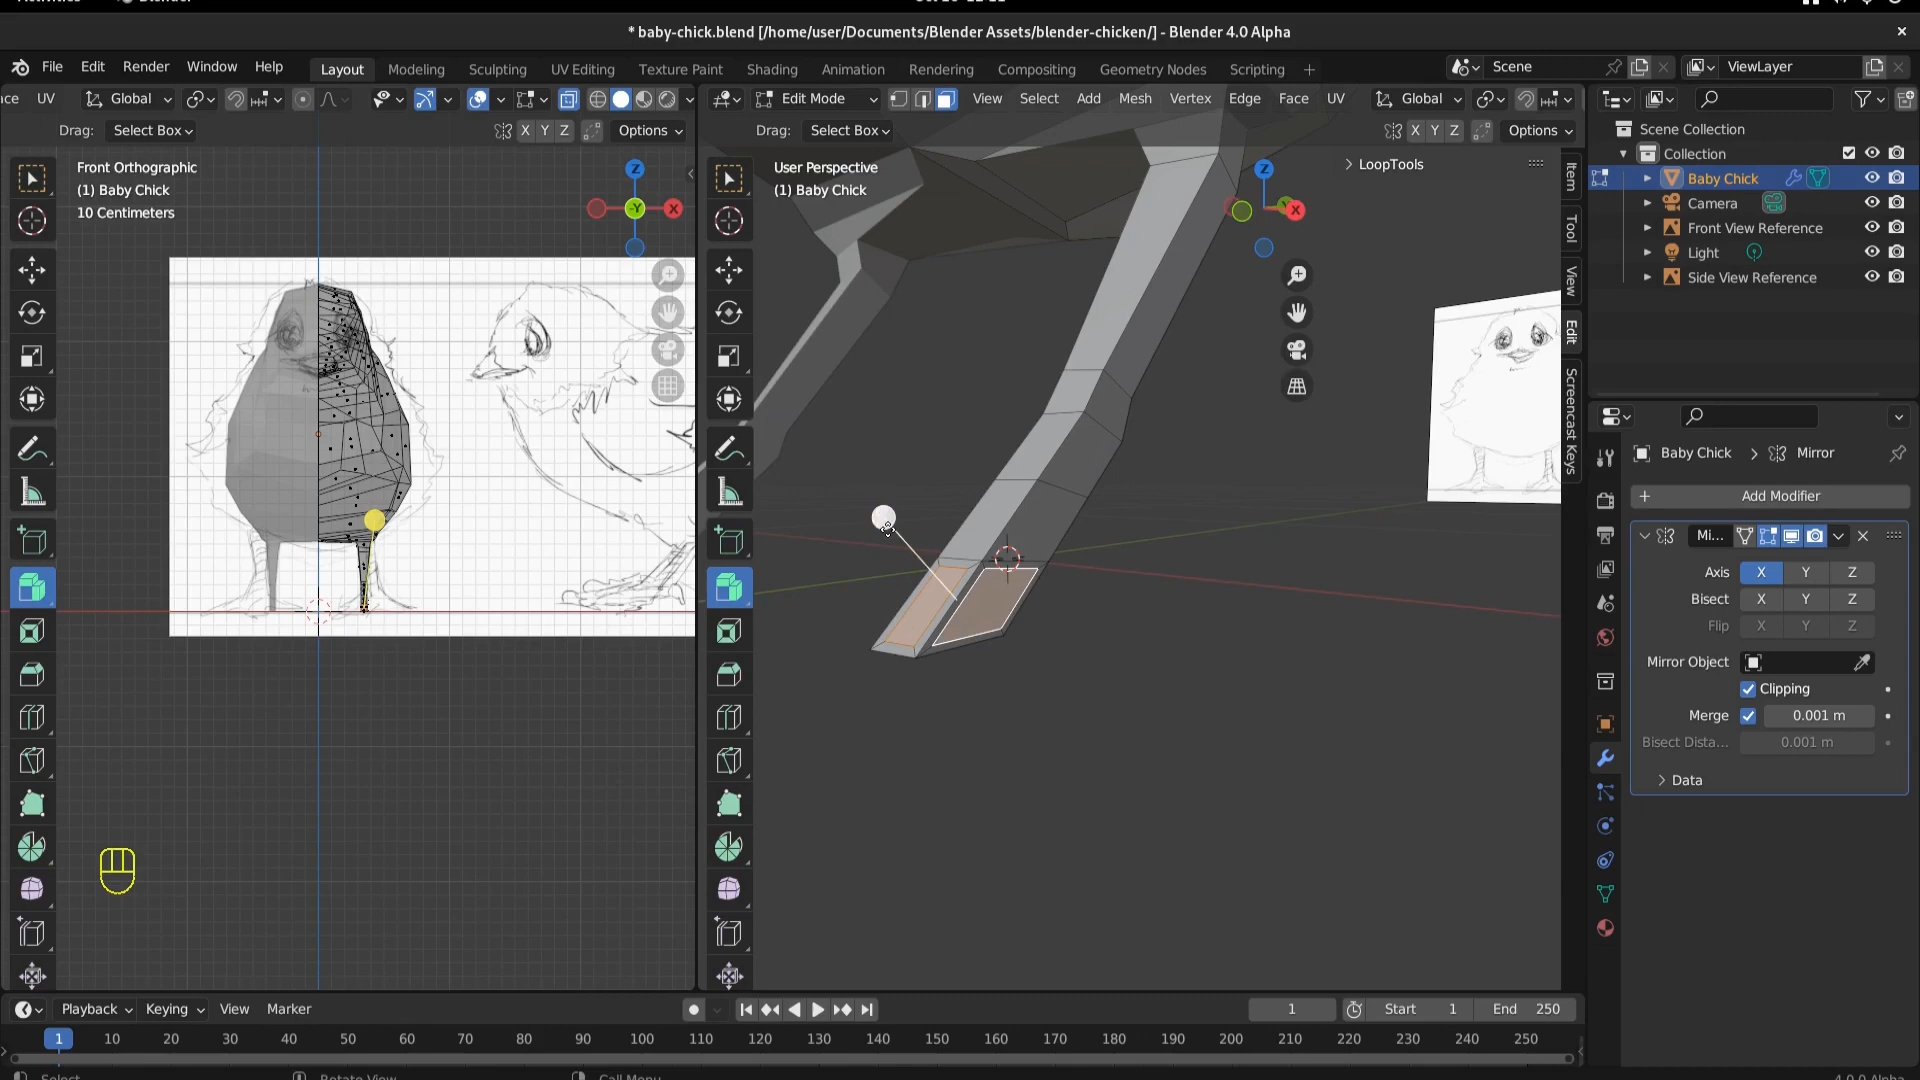 * baby-chick.blend [/home/user/Documents/Blender Assets/blender-chicken/] - Blender 4.0 Alpha
File Edit Render Window Help Layout Modeling Sculpting UV Editing Texture Paint Shading Animation Rendering Compositing Geometry Nodes Scripting + Scene ViewLayer
ace UV Global
Edit Mode View Select Add Mesh Vertex Edge Face UV Global
Drag: Select Box X Y Z Options
Drag: Select Box X Y Z Options
Front Orthographic
(1) Baby Chick
10 Centimeters
Z
-Y
X
User Perspective
(1) Baby Chick
Z
X
LoopTools
Item
Tool
View
Edit
Screencast Keys
Scene Collection
Collection
Baby Chick
Camera
Front View Reference
Light
Side View Reference
Baby Chick > Mirror
+ Add Modifier
Mi...
Axis X Y Z
Bisect X Y Z
Flip X Y Z
Mirror Object
Clipping
Merge 0.001 m
Bisect Dista... 0.001 m
Data
Playback Keying View Marker 1 Start 1 End 250
1 10 20 30 40 50 60 70 80 90 100 110 120 130 140 150 160 170 180 190 200 210 220 230 240 250